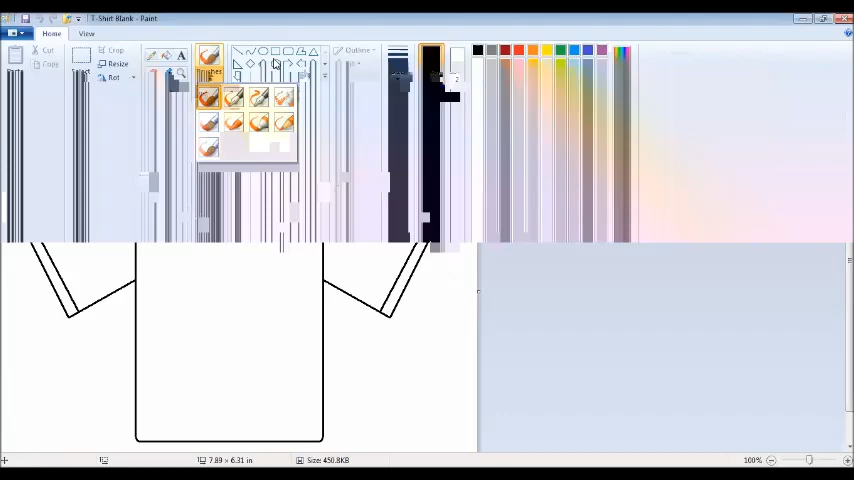 T-Shirt Blank - Paint
Home View
Cut
Copy
Crop
Resize
Rot
A
Outline
2
7.89 × 6.31 in
Size: 450.8KB
100%